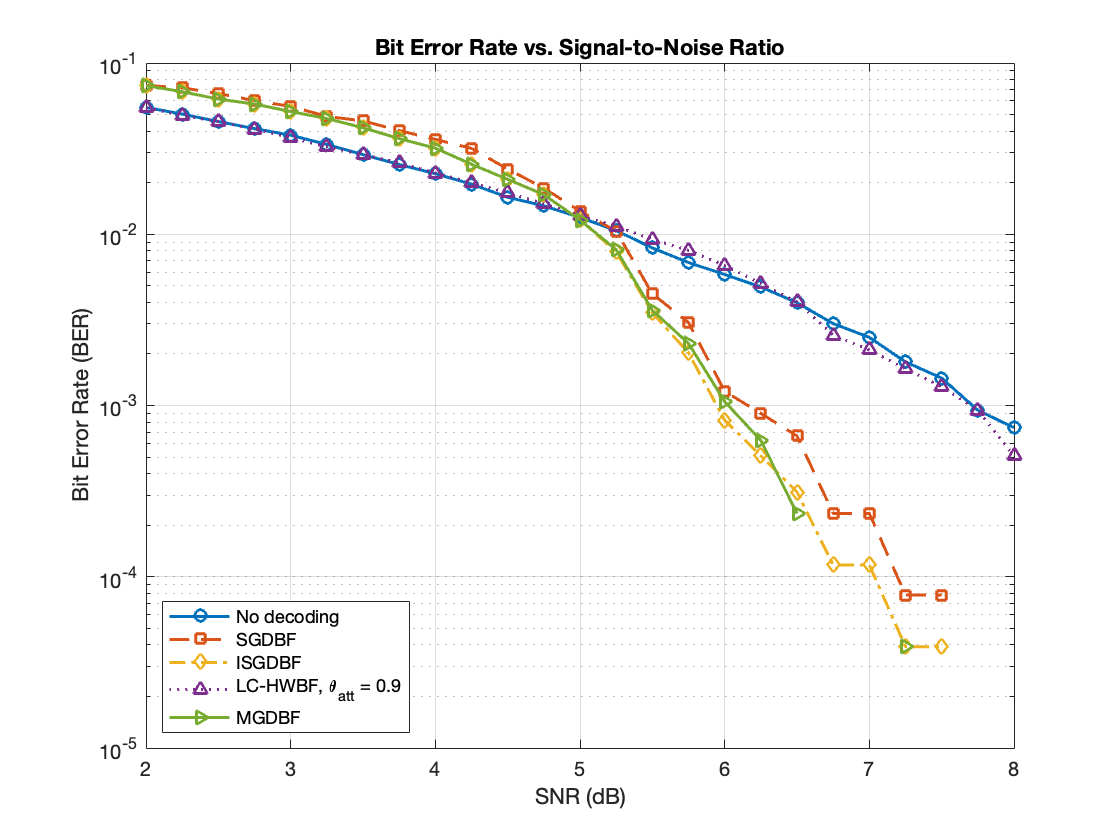 Bit Error Rate vs. Signal-to-Noise Ratio
10-1
10-2
10-3
10-4
10-5
Bit Error Rate (BER)
No decoding
SGDBF
ISGDBF
LC-HWBF, θatt = 0.9
MGDBF
2 3 4 5 6 7 8
SNR (dB)